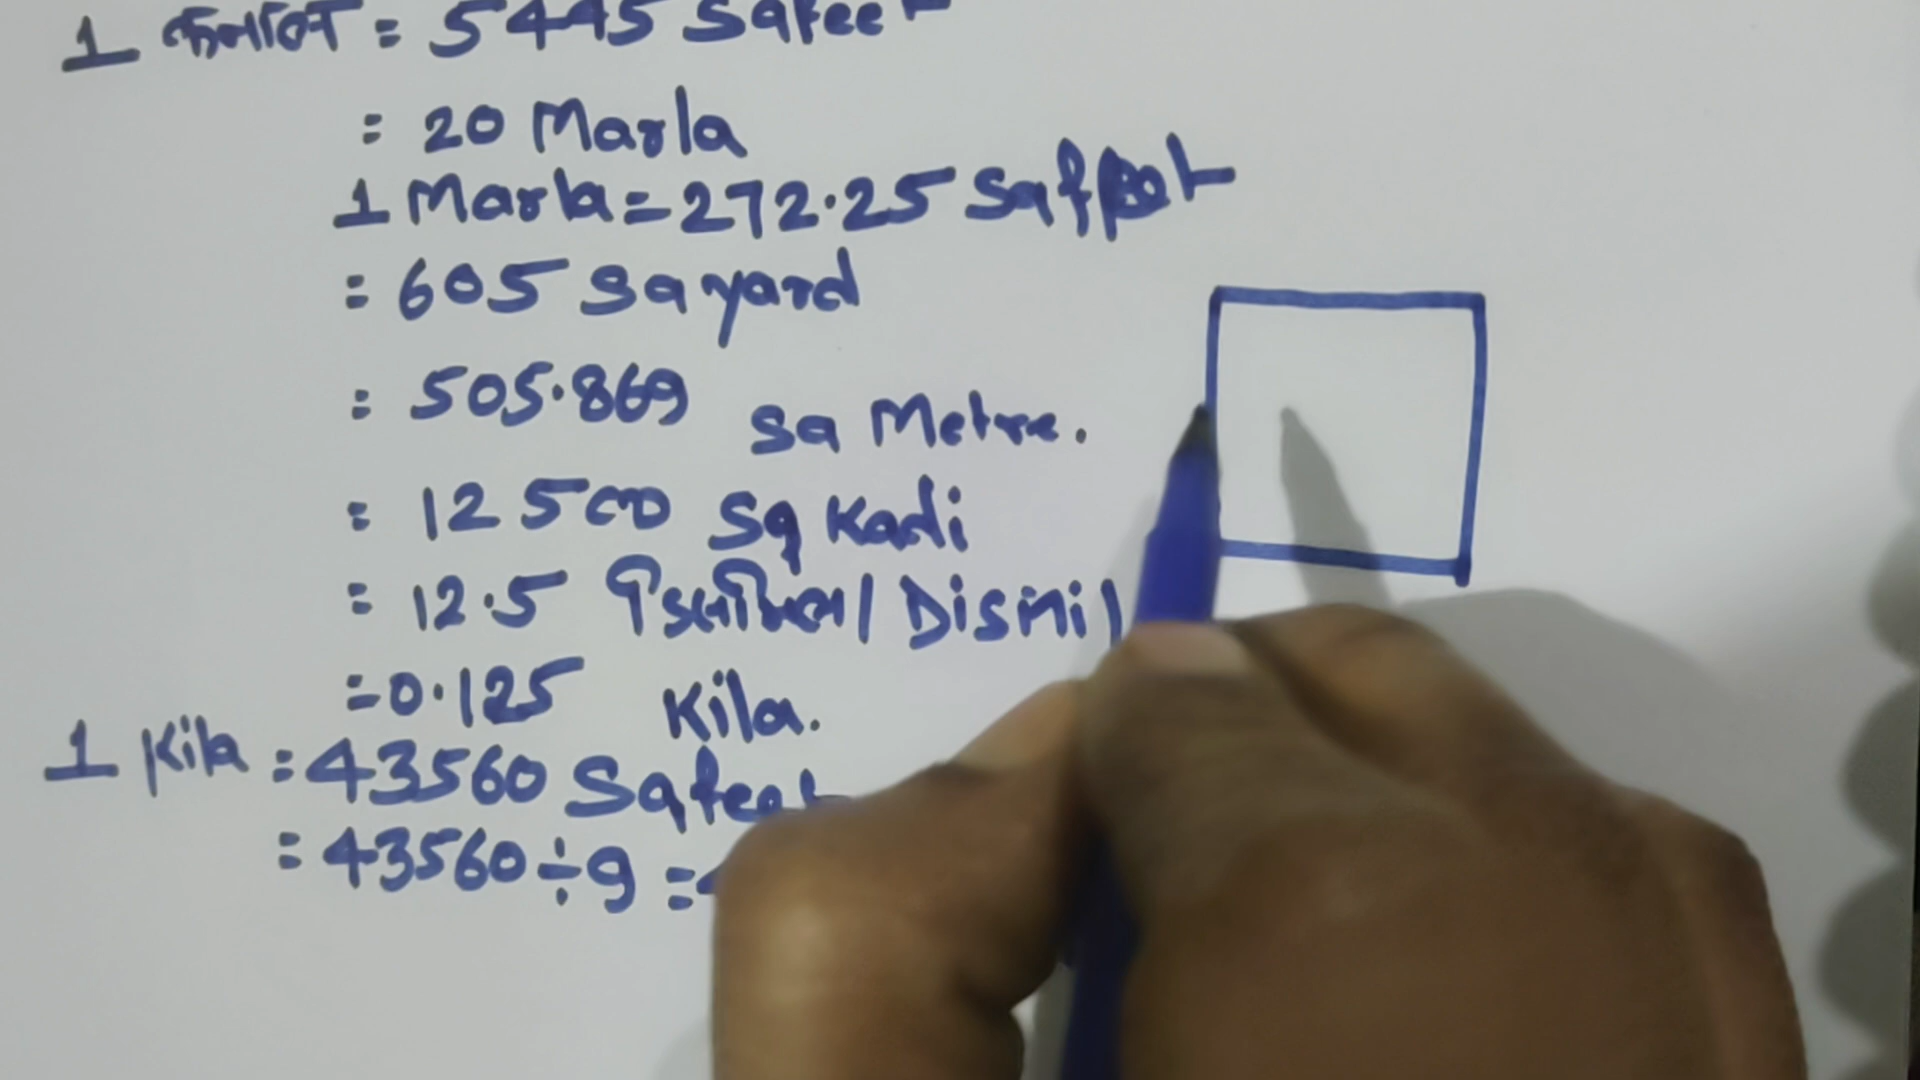 1 कनाल = 5445 Sqfeet
= 20 Marla
1 Marla = 272.25 Sqfeet
= 605 Sq yard
= 505.869 Sq Metre.
= 12500 Sq Kadi
= 12.5 / Dismil
= 0.125 Kila.
1 Kila = 43560 Sqfeet
= 43560 ÷ 9 =